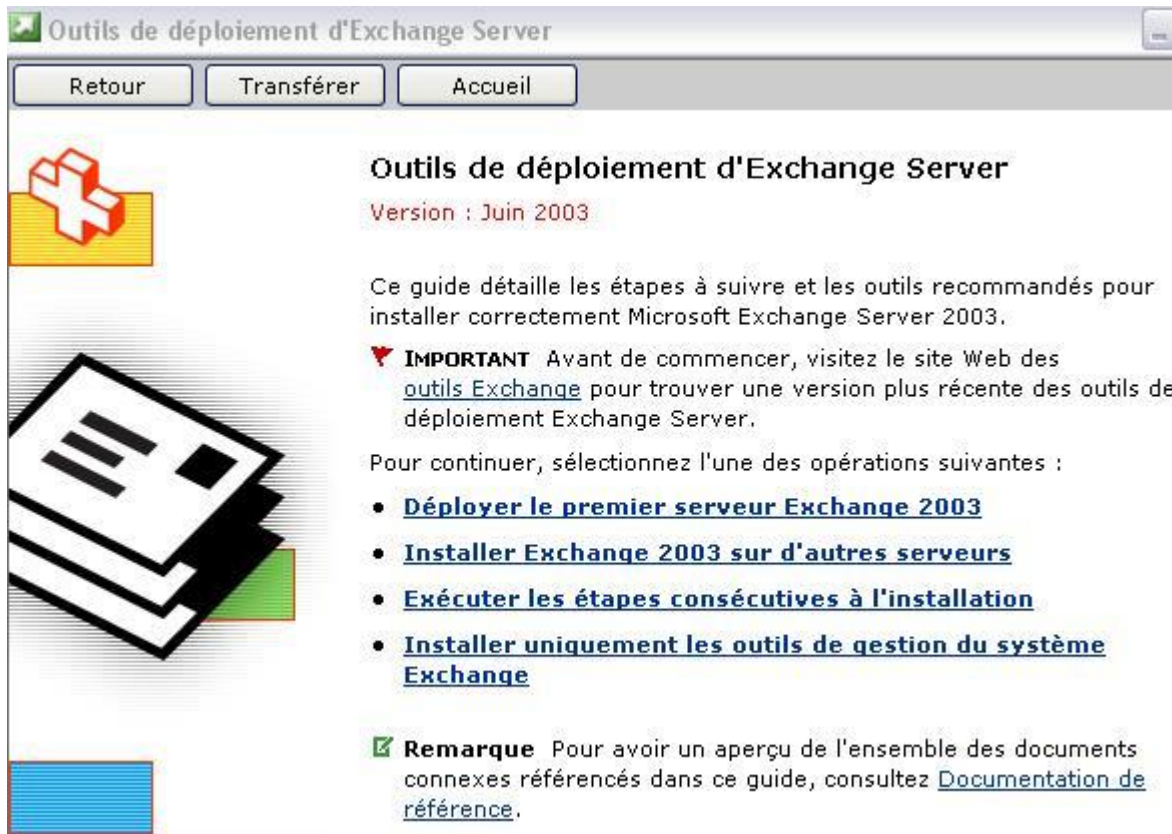 Outils de déploiement d'Exchange Server
Retour
Transférer
Accueil
Outils de déploiement d'Exchange Server
Version : Juin 2003
Ce guide détaille les étapes à suivre et les outils recommandés pour
installer correctement Microsoft Exchange Server 2003.
IMPORTANT Avant de commencer, visitez le site Web des
outils Exchange pour trouver une version plus récente des outils de
déploiement Exchange Server.
Pour continuer, sélectionnez l'une des opérations suivantes :
• Déployer le premier serveur Exchange 2003
• Installer Exchange 2003 sur d'autres serveurs
• Exécuter les étapes consécutives à l'installation
• Installer uniquement les outils de gestion du système
Exchange
Remarque Pour avoir un aperçu de l'ensemble des documents
connexes référencés dans ce guide, consultez Documentation de
référence.